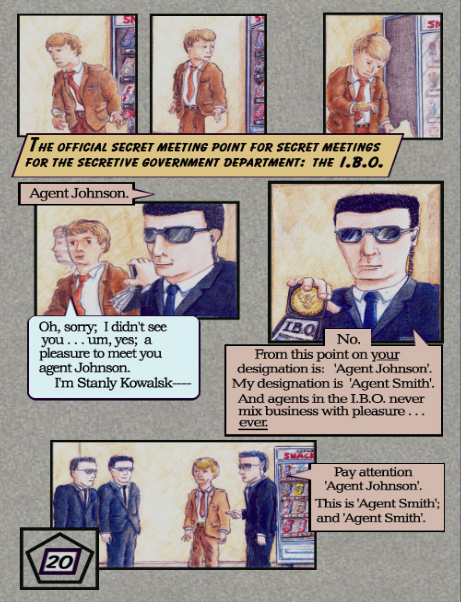 SN
THE OFFICIAL SECRET MEETING POINT FOR SECRET MEETINGS
FOR THE SECRETIVE GOVERNMENT DEPARTMENT: THE I.B.O.
Agent Johnson.
Oh, sorry; I didn't see
you . . . um, yes; a
pleasure to meet you
agent Johnson.
I'm Stanly Kowalsk----
I.B.O.
No.
From this point on your
designation is: 'Agent Johnson'.
My designation is 'Agent Smith'.
And agents in the I.B.O. never
mix business with pleasure . . .
ever.
SNACK
Pay attention
'Agent Johnson'.
This is 'Agent Smith';
and 'Agent Smith'.
20